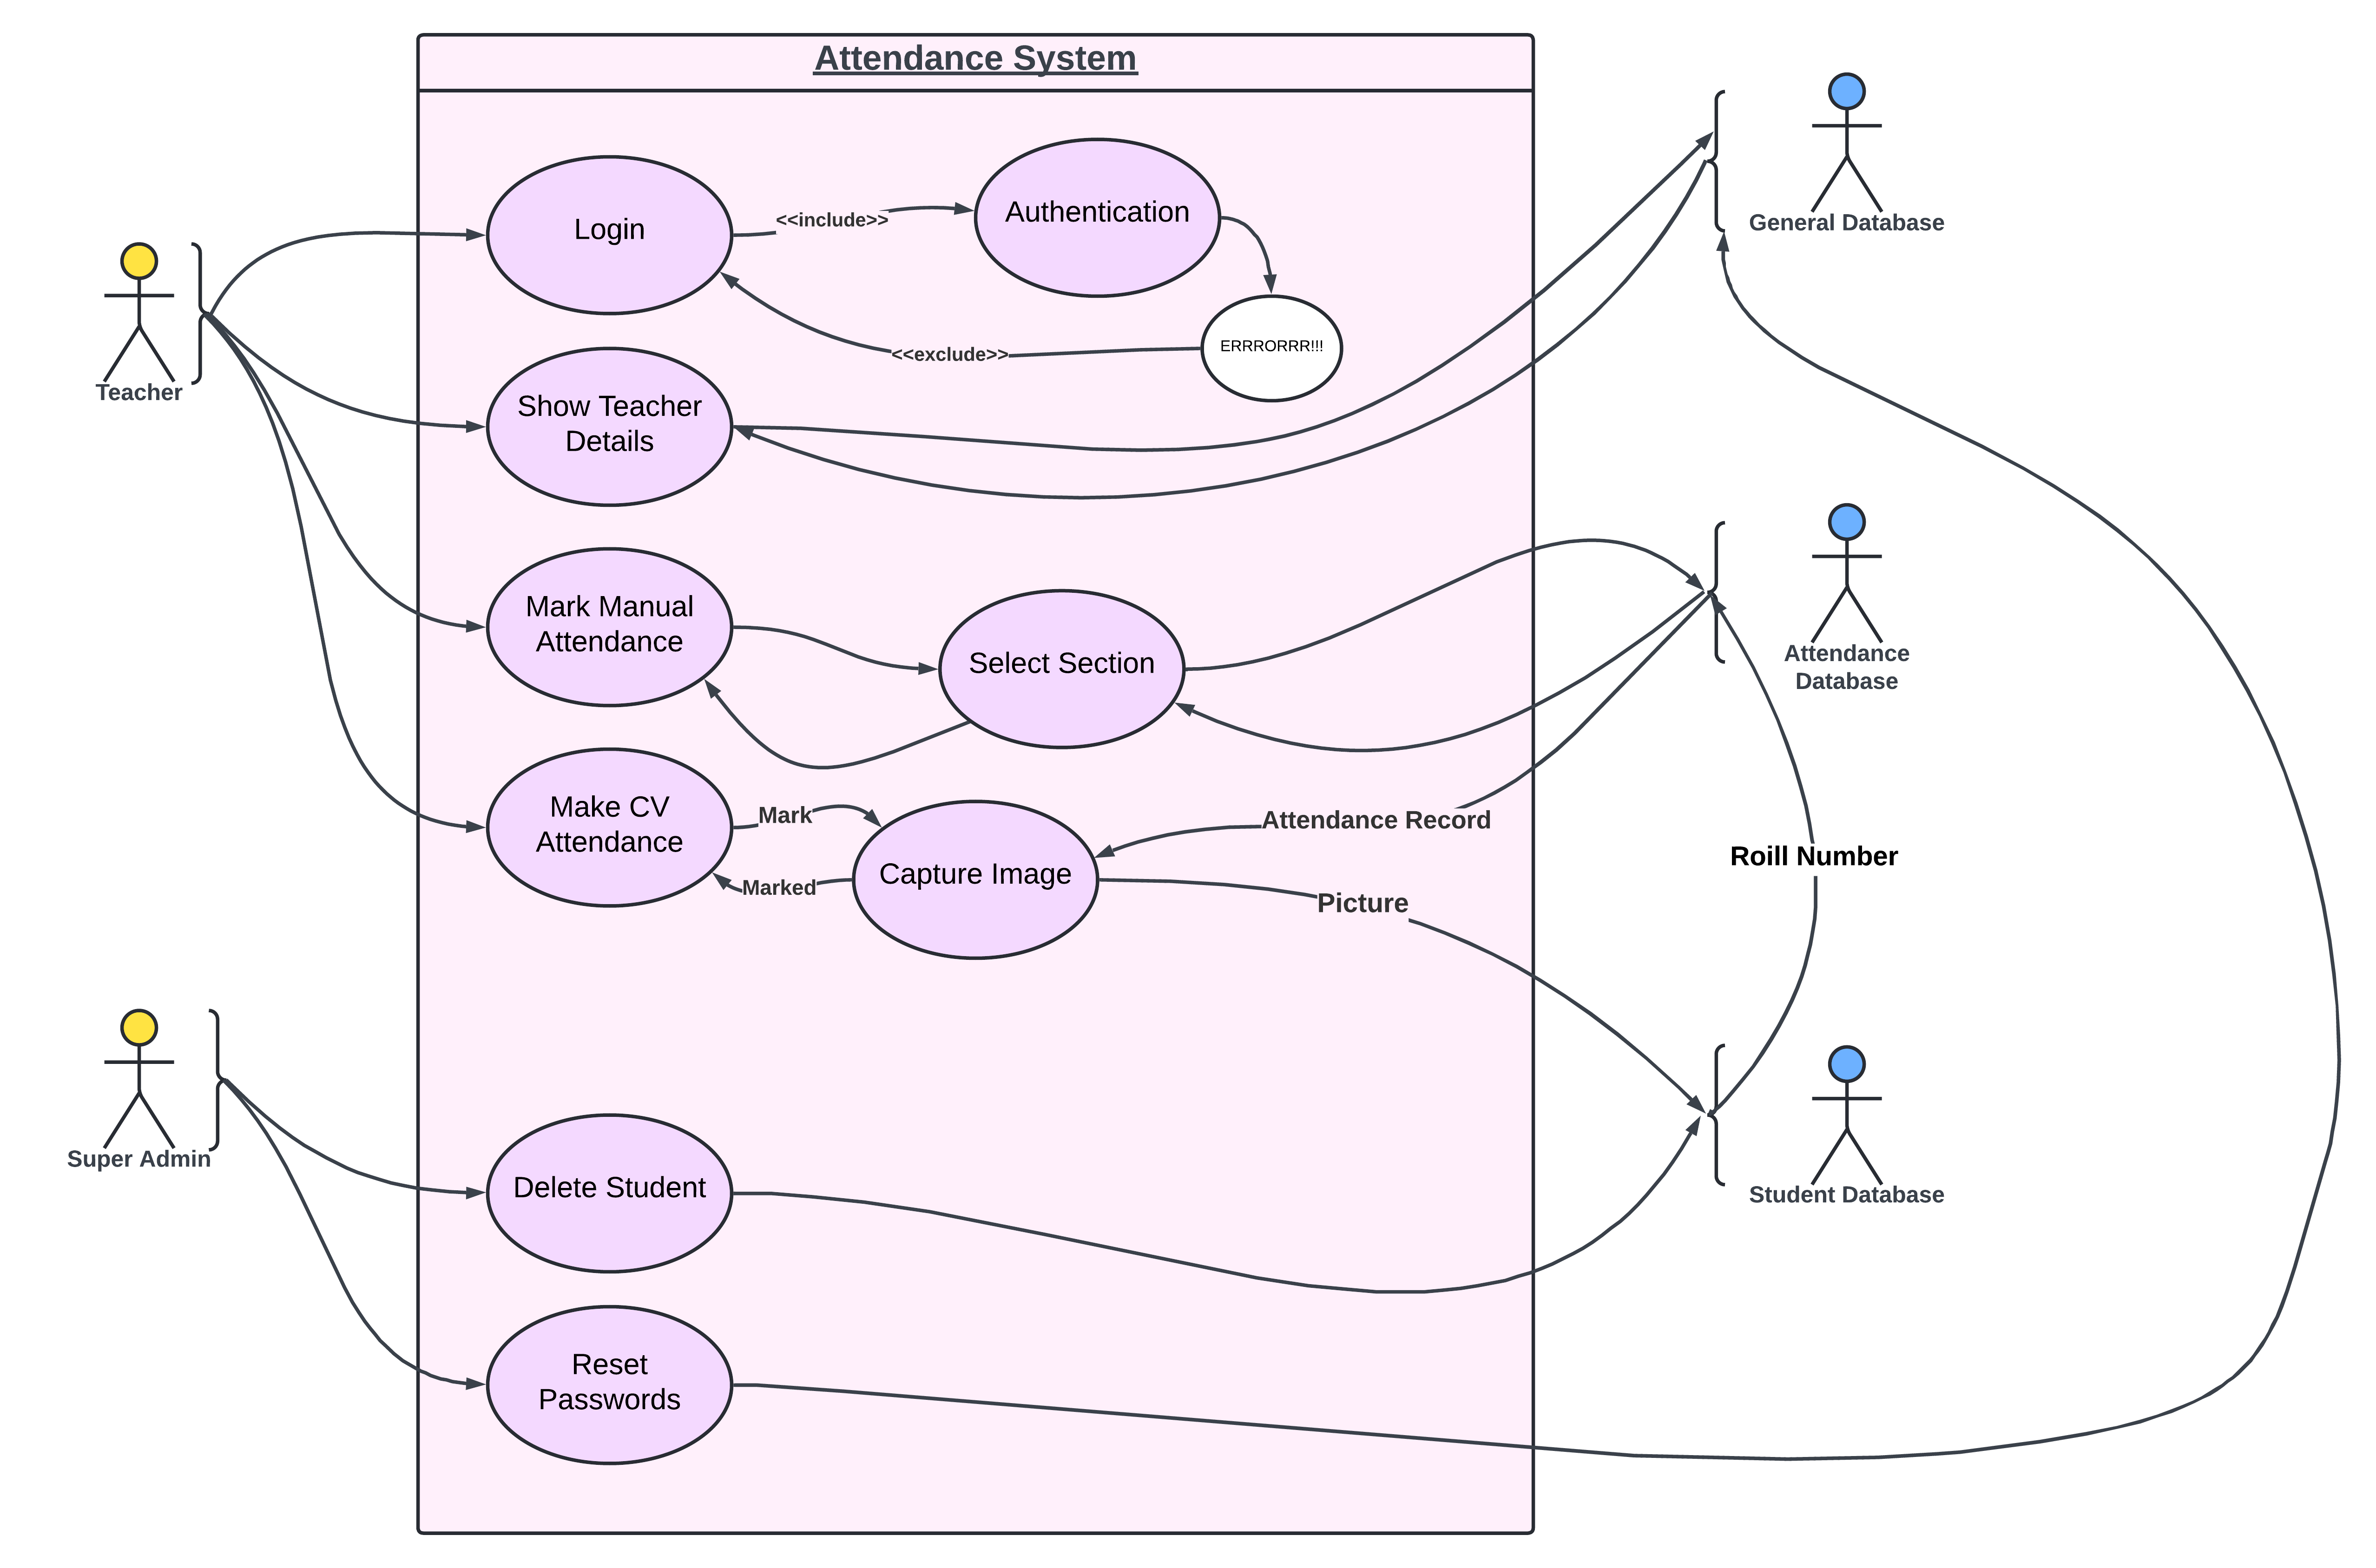 Attendance System
Login
<<include>>
Authentication
General Database
ERRRORRR!!!
<<exclude>>
Teacher
Show Teacher
Details
Mark Manual
Attendance
Select Section
Attendance
Database
Make CV
Attendance
Mark
Attendance Record
Roill Number
Marked
Capture Image
Picture
Super Admin
Delete Student
Student Database
Reset
Passwords